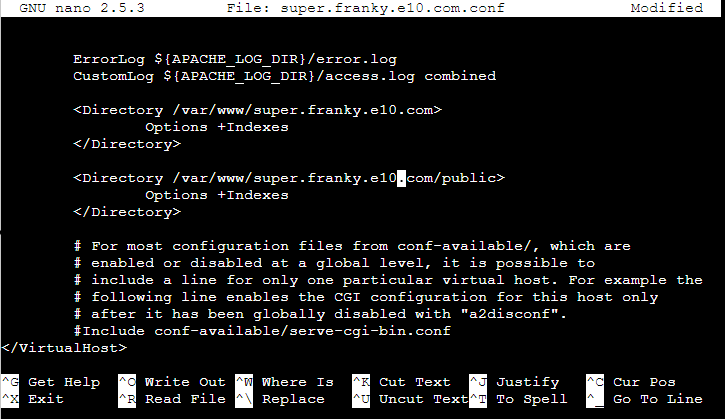 GNU nano 2.5.3 File: super.franky.e10.com.conf Modified
ErrorLog ${APACHE_LOG_DIR}/error.log
CustomLog ${APACHE_LOG_DIR}/access.log combined
<Directory /var/www/super.franky.e10.com>
Options +Indexes
</Directory>
<Directory /var/www/super.franky.e10.com/public>
Options +Indexes
</Directory>
# For most configuration files from conf-available/, which are
# enabled or disabled at a global level, it is possible to
# include a line for only one particular virtual host. For example the
# following line enables the CGI configuration for this host only
# after it has been globally disabled with "a2disconf".
#Include conf-available/serve-cgi-bin.conf
</VirtualHost>
^G Get Help ^O Write Out ^W Where Is ^K Cut Text ^J Justify ^C Cur Pos
^X Exit ^R Read File ^\ Replace ^U Uncut Text ^T To Spell ^_ Go To Line